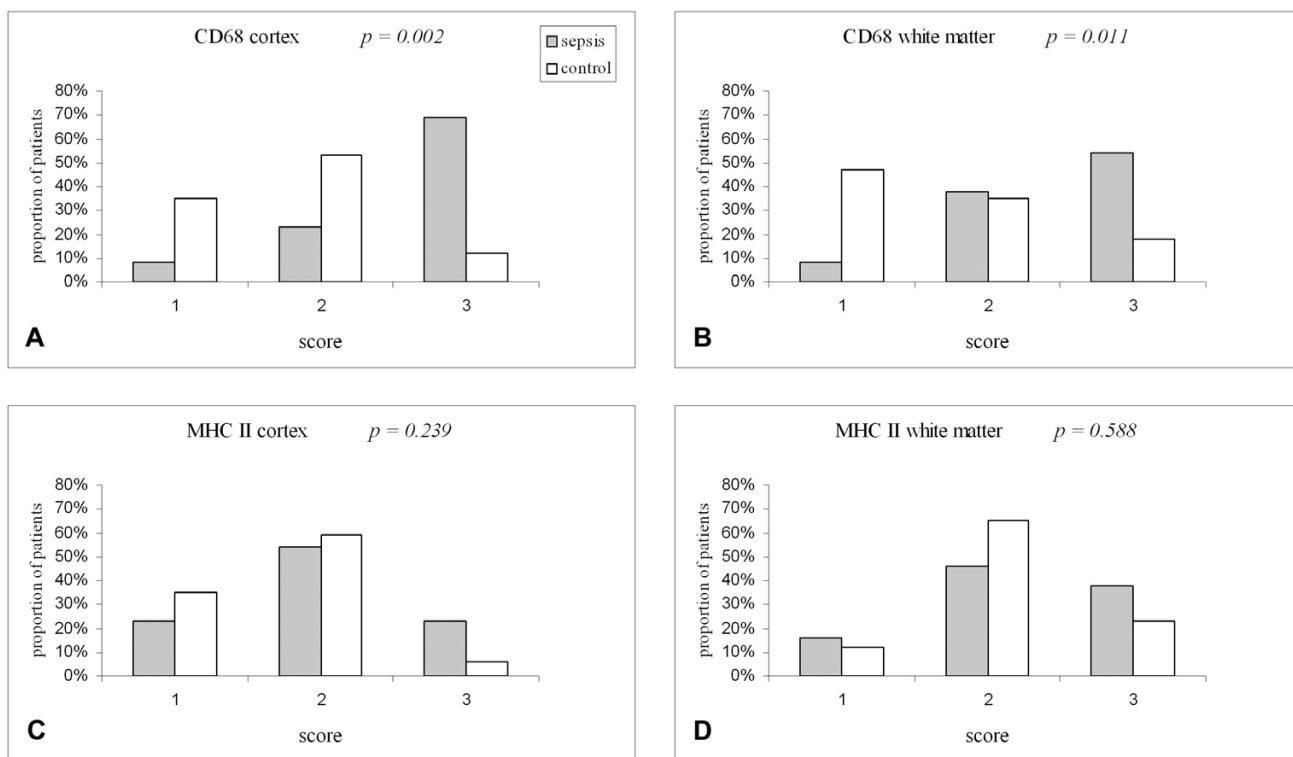 CD68 cortex p = 0.002
sepsis
control
proportion of patients
80%
70%
60%
50%
40%
30%
20%
10%
0%
1 2 3
score
A
CD68 white matter p = 0.011
proportion of patients
80%
70%
60%
50%
40%
30%
20%
10%
0%
1 2 3
score
B
MHC II cortex p = 0.239
proportion of patients
80%
70%
60%
50%
40%
30%
20%
10%
0%
1 2 3
score
C
MHC II white matter p = 0.588
proportion of patients
80%
70%
60%
50%
40%
30%
20%
10%
0%
1 2 3
score
D